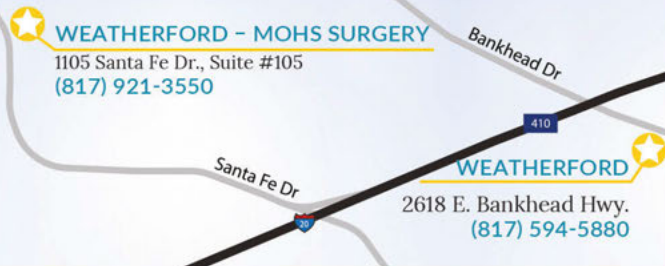 WEATHERFORD – MOHS SURGERY
1105 Santa Fe Dr., Suite #105
(817) 921-3550
Bankhead Dr
410
Santa Fe Dr
20
WEATHERFORD
2618 E. Bankhead Hwy.
(817) 594-5880